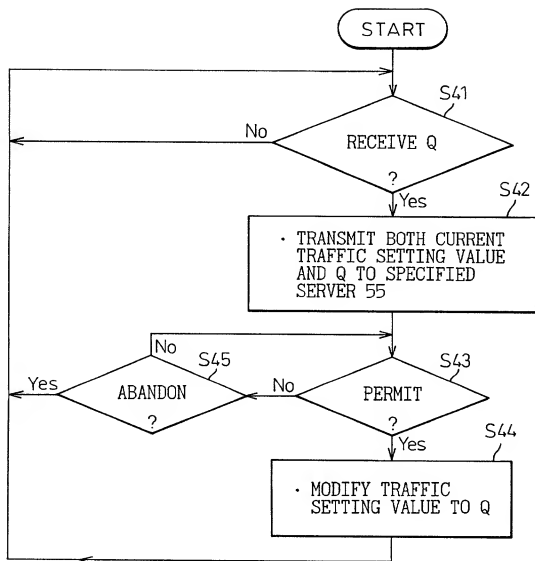 START
S41
No
RECEIVE Q
?
Yes
S42
· TRANSMIT BOTH CURRENT
TRAFFIC SETTING VALUE
AND Q TO SPECIFIED
SERVER 55
No
S45
S43
Yes
ABANDON
?
No
PERMIT
?
Yes
S44
· MODIFY TRAFFIC
SETTING VALUE TO Q